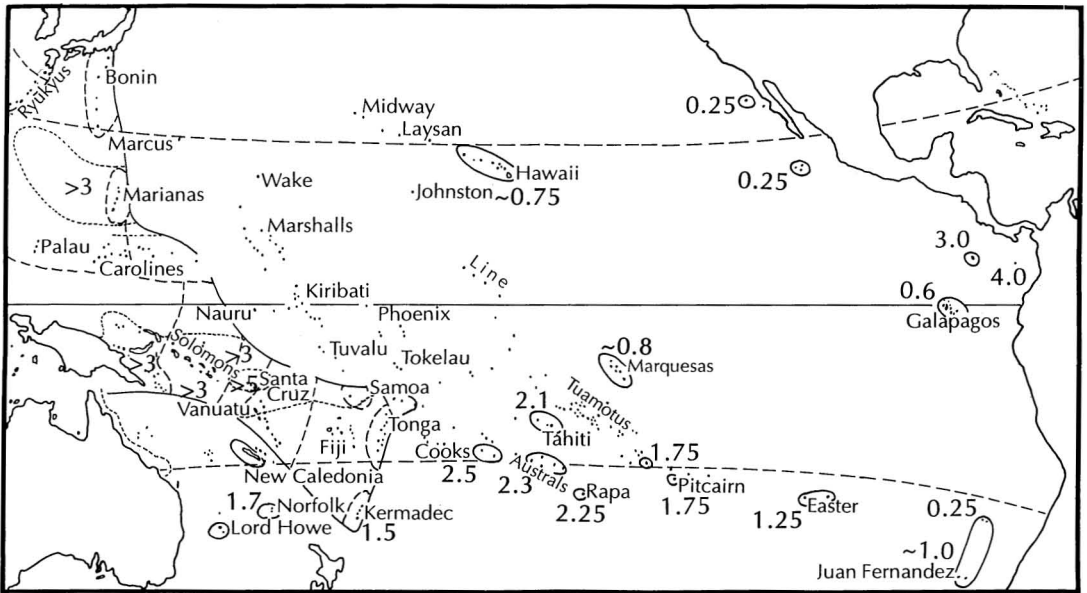 Ryukyus
Bonin
Midway
Laysan
0.25
Marcus
Hawaii
~0.75
0.25
>3
Marianas
Wake
Johnston
Marshalls
3.0
Palau
Carolines
Line
4.0
Kiribati
0.6
Nauru
Phoenix
Galápagos
Solomons
>3
Tuvalu
Tokelau
~0.8
Marquesas
>3
>3
>5
Santa
Cruz
Samoa
Vanuatu
Tuamotus
2.1
Tahiti
Tonga
Fiji
Cooks
1.75
New Caledonia
2.5
Australs
2.3
Rapa
2.25
Pitcairn
1.75
Easter
1.25
0.25
1.7
Norfolk
Kermadec
Lord Howe
1.5
~1.0
Juan Fernandez